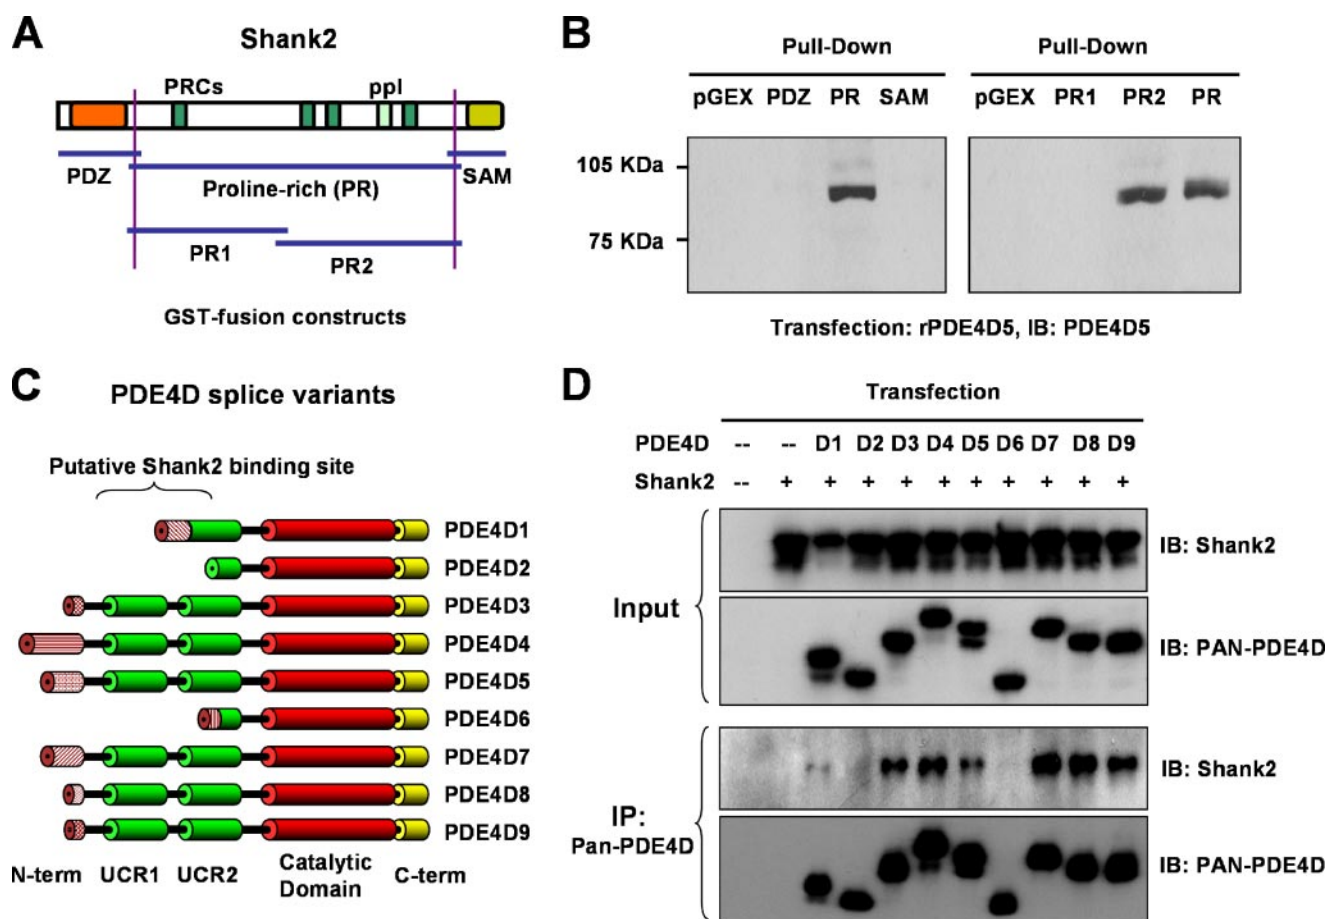 A
Shank2
PRCs
ppI
PDZ
SAM
Proline-rich (PR)
PR1
PR2
GST-fusion constructs
B
Pull-Down
Pull-Down
pGEX PDZ PR SAM
pGEX PR1 PR2 PR
105 KDa
75 KDa
Transfection: rPDE4D5, IB: PDE4D5
C
PDE4D splice variants
Putative Shank2 binding site
PDE4D1
PDE4D2
PDE4D3
PDE4D4
PDE4D5
PDE4D6
PDE4D7
PDE4D8
PDE4D9
N-term UCR1 UCR2 Catalytic C-term
Domain
D
Transfection
PDE4D -- -- D1 D2 D3 D4 D5 D6 D7 D8 D9
Shank2 -- + + + + + + + + + +
Input
IB: Shank2
IB: PAN-PDE4D
IP:
Pan-PDE4D
IB: Shank2
IB: PAN-PDE4D